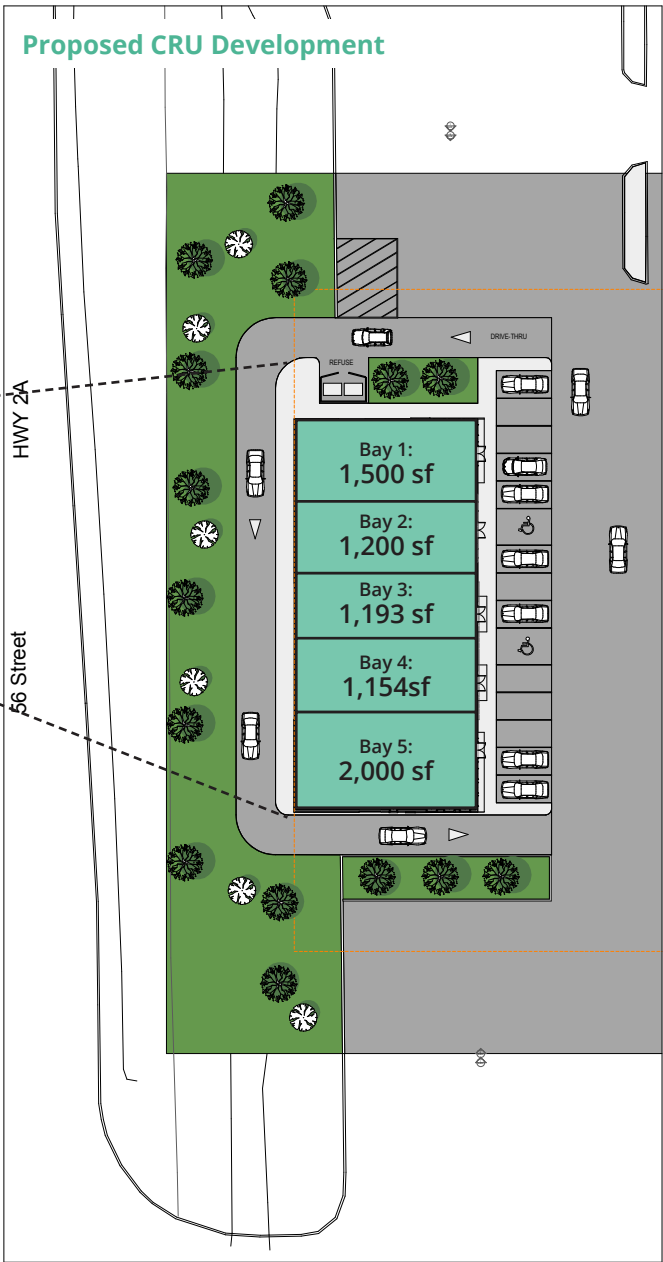 Proposed CRU Development
DRIVE-THRU
REFUSE
HWY 2A
Bay 1:
1,500 sf
Bay 2:
1,200 sf
Bay 3:
1,193 sf
56 Street
Bay 4:
1,154sf
Bay 5:
2,000 sf